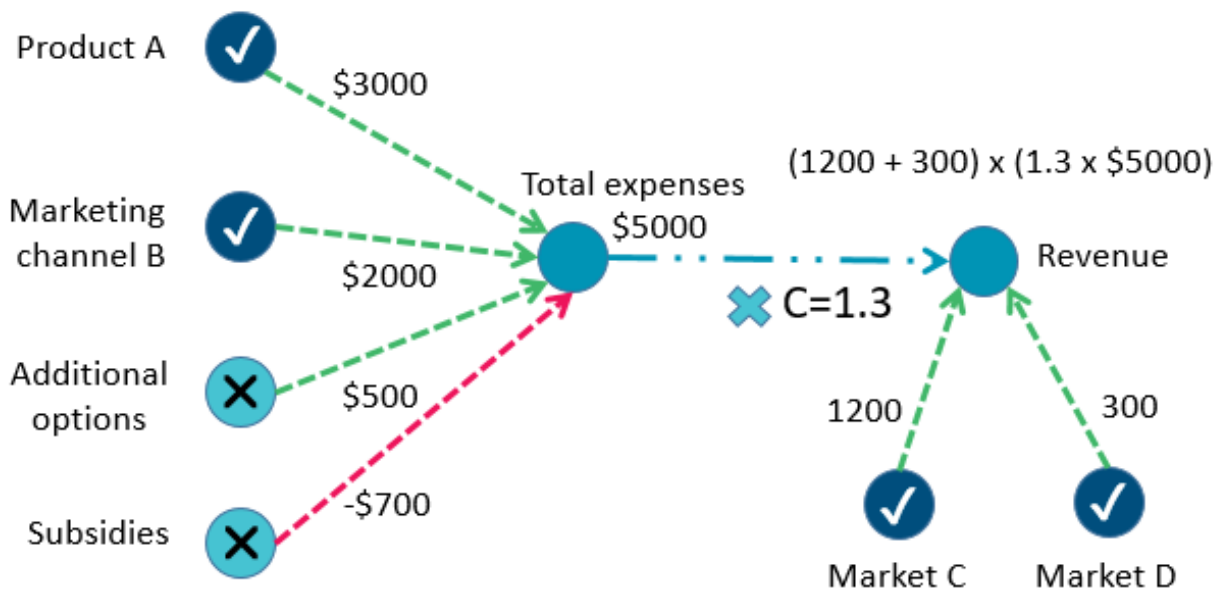 Product A
$3000
(1200 + 300) x (1.3 x $5000)
Marketing
channel B
Total expenses
$5000
Revenue
$2000
C=1.3
Additional
options
$500
1200
300
Subsidies
-$700
Market C
Market D